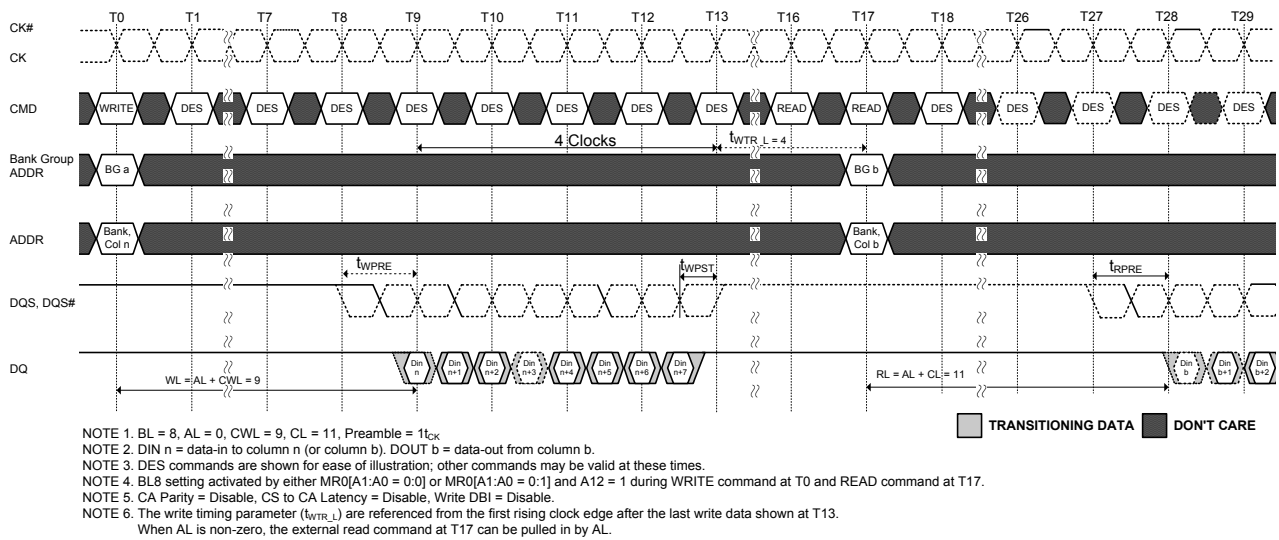 T0 T1 T7 T8 T9 T10 T11 T12 T13 T16 T17 T18 T26 T27 T28 T29
CK#
CK
CMD WRITE DES DES DES DES DES DES DES DES READ READ DES DES DES DES DES
4 Clocks tWTR_L = 4
Bank Group
ADDR
BG a BG b
ADDR
Bank,
Col n
Bank,
Col b
tWPRE tWPST tRPRE
DQS, DQS#
DQ
Din
n
Din
n+1
Din
n+2
Din
n+3
Din
n+4
Din
n+5
Din
n+6
Din
n+7
Din
b
Din
b+1
Din
b+2
WL = AL + CWL = 9
RL = AL + CL = 11
TRANSITIONING DATA DON'T CARE
NOTE 1. BL = 8, AL = 0, CWL = 9, CL = 11, Preamble = 1tCK
NOTE 2. DIN n = data-in to column n (or column b). DOUT b = data-out from column b.
NOTE 3. DES commands are shown for ease of illustration; other commands may be valid at these times.
NOTE 4. BL8 setting activated by either MR0[A1:A0 = 0:0] or MR0[A1:A0 = 0:1] and A12 = 1 during WRITE command at T0 and READ command at T17.
NOTE 5. CA Parity = Disable, CS to CA Latency = Disable, Write DBI = Disable.
NOTE 6. The write timing parameter (tWTR_L) are referenced from the first rising clock edge after the last write data shown at T13.
When AL is non-zero, the external read command at T17 can be pulled in by AL.